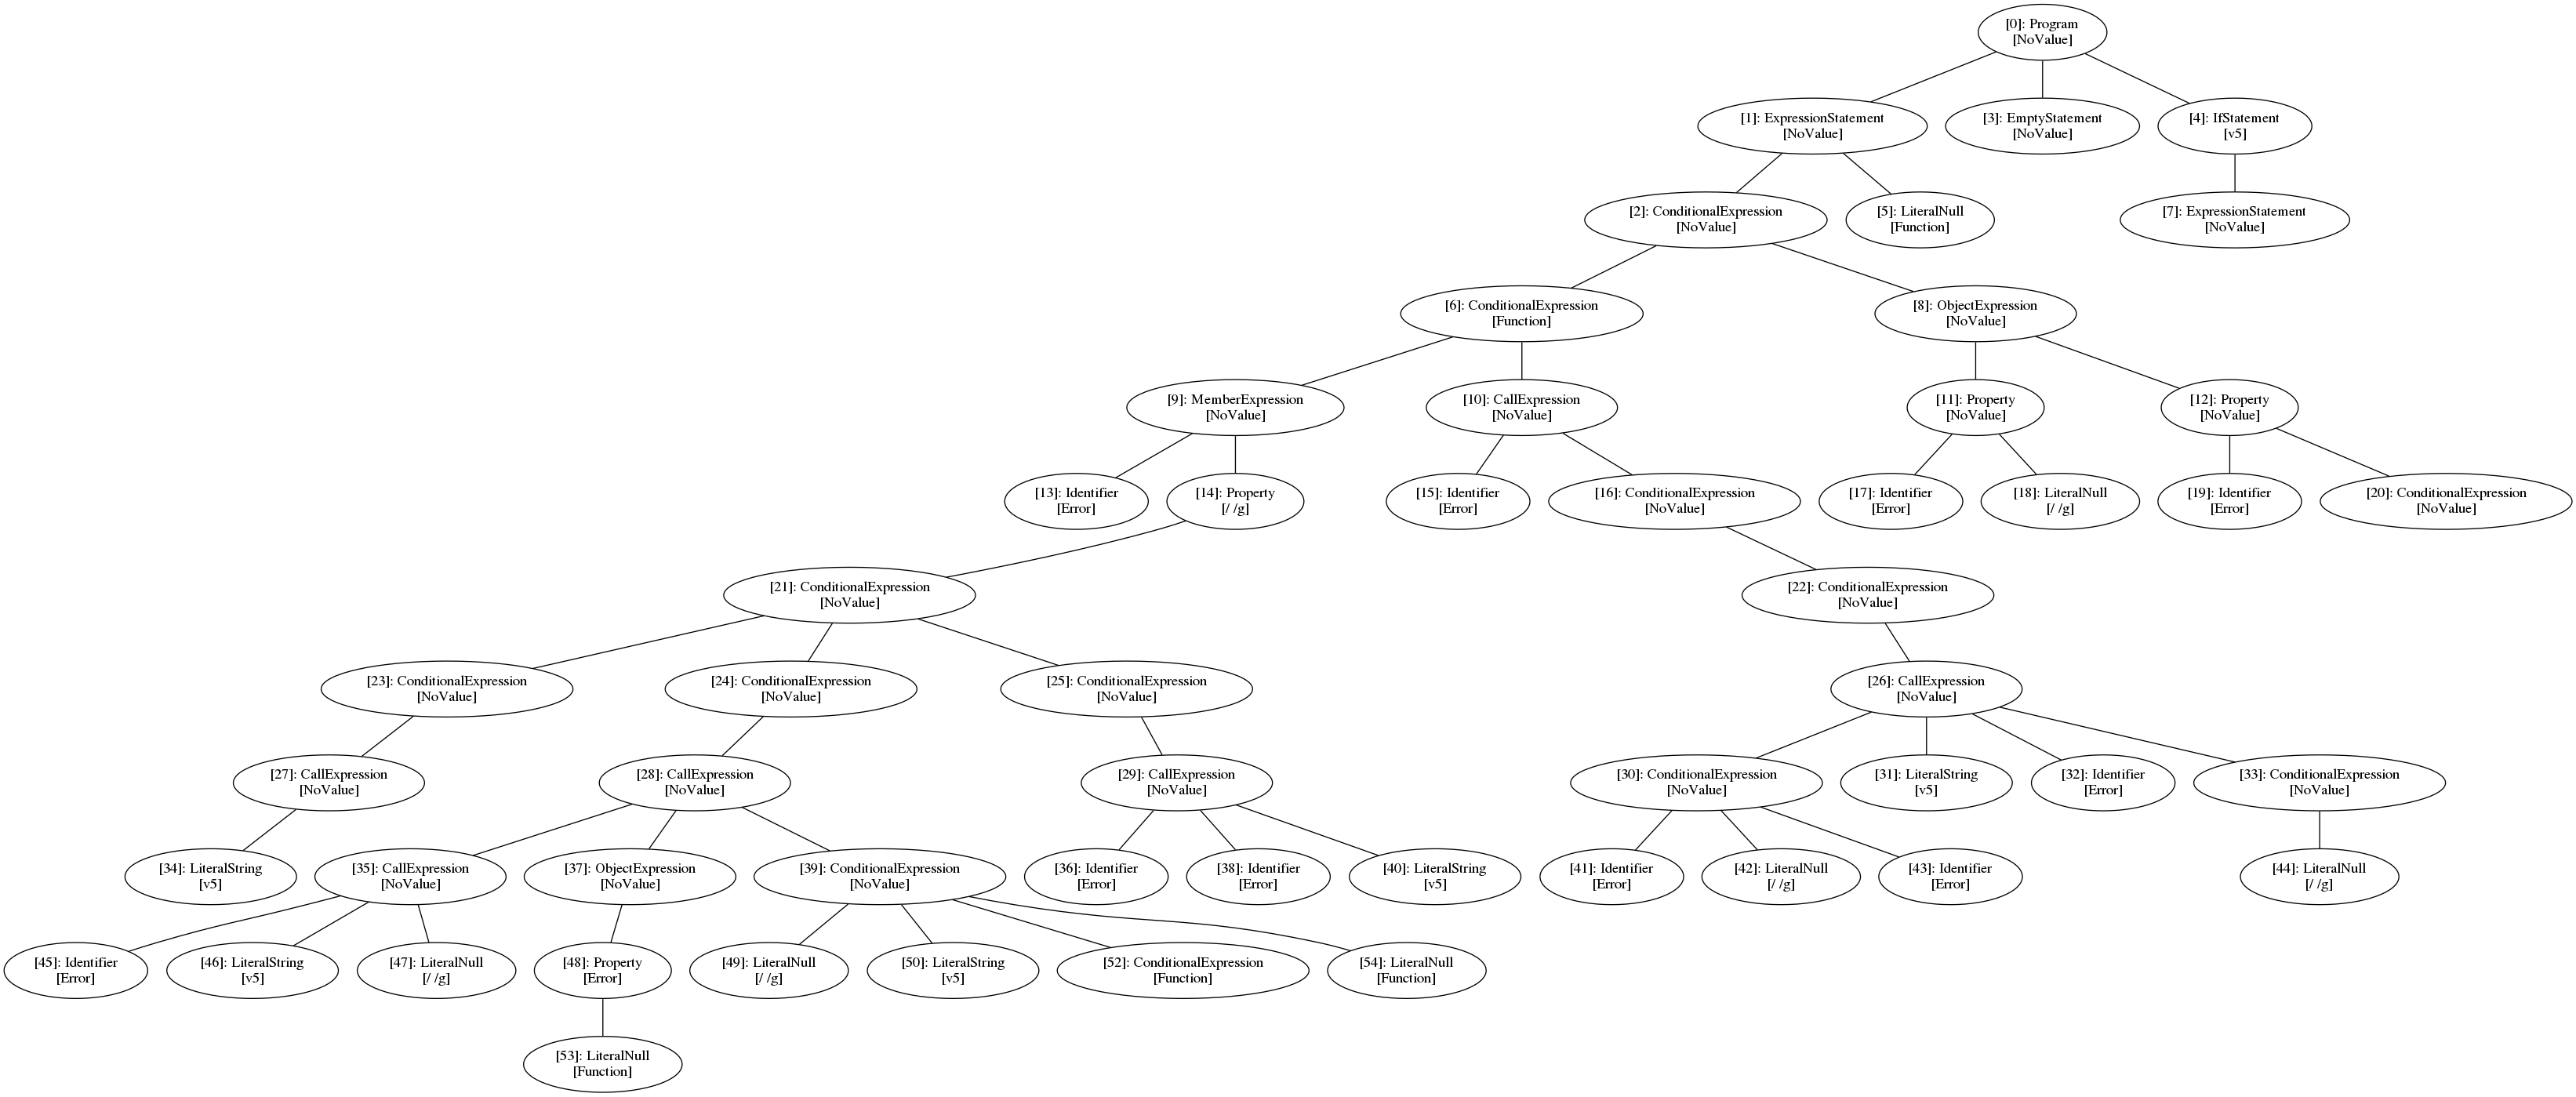 [0]: Program
[NoValue]
[1]: ExpressionStatement
[NoValue]
[3]: EmptyStatement
[NoValue]
[4]: IfStatement
[v5]
[2]: ConditionalExpression
[NoValue]
[5]: LiteralNull
[Function]
[7]: ExpressionStatement
[NoValue]
[6]: ConditionalExpression
[Function]
[8]: ObjectExpression
[NoValue]
[9]: MemberExpression
[NoValue]
[10]: CallExpression
[NoValue]
[11]: Property
[NoValue]
[12]: Property
[NoValue]
[13]: Identifier
[Error]
[14]: Property
[/ /g]
[15]: Identifier
[Error]
[16]: ConditionalExpression
[NoValue]
[17]: Identifier
[Error]
[18]: LiteralNull
[/ /g]
[19]: Identifier
[Error]
[20]: ConditionalExpression
[NoValue]
[21]: ConditionalExpression
[NoValue]
[22]: ConditionalExpression
[NoValue]
[23]: ConditionalExpression
[NoValue]
[24]: ConditionalExpression
[NoValue]
[25]: ConditionalExpression
[NoValue]
[26]: CallExpression
[NoValue]
[27]: CallExpression
[NoValue]
[28]: CallExpression
[NoValue]
[29]: CallExpression
[NoValue]
[30]: ConditionalExpression
[NoValue]
[31]: LiteralString
[v5]
[32]: Identifier
[Error]
[33]: ConditionalExpression
[NoValue]
[34]: LiteralString
[v5]
[35]: CallExpression
[NoValue]
[37]: ObjectExpression
[NoValue]
[39]: ConditionalExpression
[NoValue]
[36]: Identifier
[Error]
[38]: Identifier
[Error]
[40]: LiteralString
[v5]
[41]: Identifier
[Error]
[42]: LiteralNull
[/ /g]
[43]: Identifier
[Error]
[44]: LiteralNull
[/ /g]
[45]: Identifier
[Error]
[46]: LiteralString
[v5]
[47]: LiteralNull
[/ /g]
[48]: Property
[Error]
[49]: LiteralNull
[/ /g]
[50]: LiteralString
[v5]
[52]: ConditionalExpression
[Function]
[54]: LiteralNull
[Function]
[53]: LiteralNull
[Function]